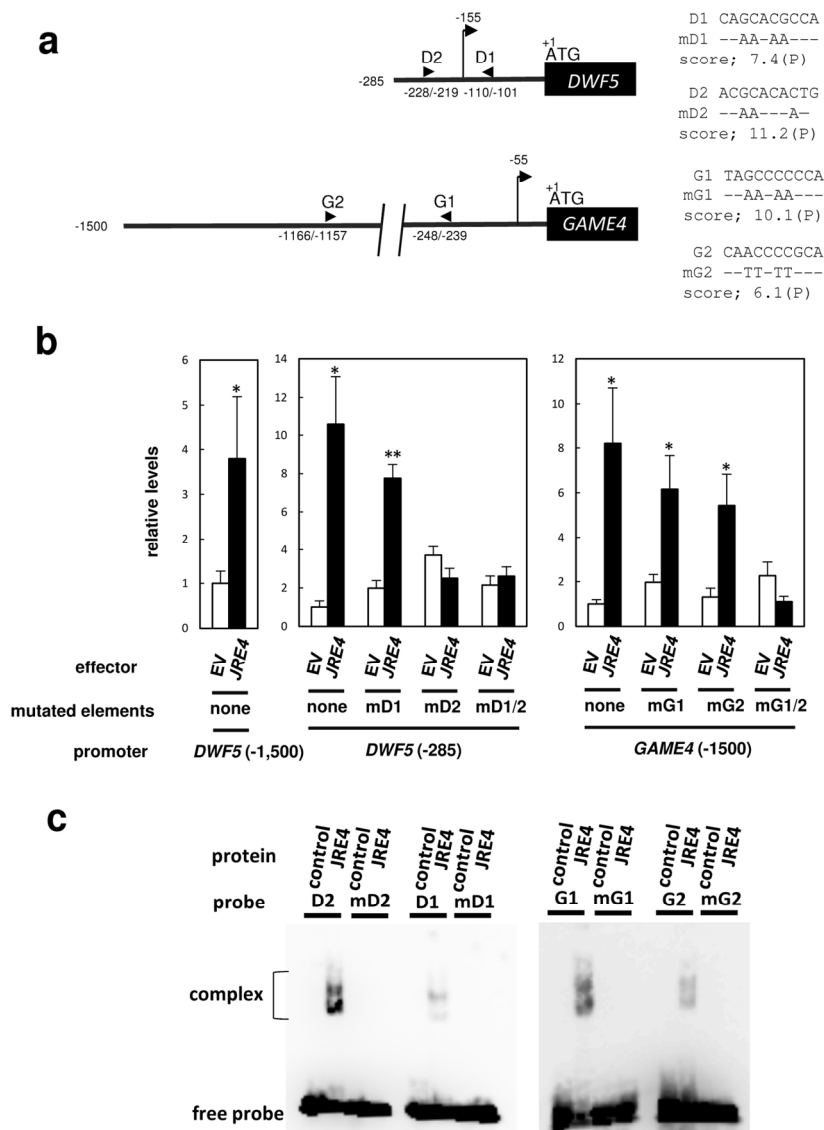 a
-155
+1
D2 D1 ATG
-285 DWF5
-228/-219 -110/-101
D1 CAGCACGCCA
mD1 --AA-AA---
score; 7.4(P)
D2 ACGCACACTG
mD2 --AA---A-
score; 11.2(P)
-55
+1
G2 G1 ATG
-1500 GAME4
-1166/-1157 -248/-239
G1 TAGCCCCCCA
mG1 --AA-AA---
score; 10.1(P)
G2 CAACCCCGCA
mG2 --TT-TT---
score; 6.1(P)
b
relative levels
6
5
4
3
2
1
0
*
14
12
10
8
6
4
2
0
* **
12
10
8
6
4
2
0
* * *
effector EV JRE4 EV JRE4 EV JRE4 EV JRE4 EV JRE4 EV JRE4 EV JRE4 EV JRE4 EV JRE4
mutated elements none none mD1 mD2 mD1/2 none mG1 mG2 mG1/2
promoter DWF5 (-1,500) DWF5 (-285) GAME4 (-1500)
c
protein control JRE4 control JRE4 control JRE4 control JRE4 control JRE4 control JRE4 control JRE4 control JRE4
probe D2 mD2 D1 mD1 G1 mG1 G2 mG2
complex
free probe